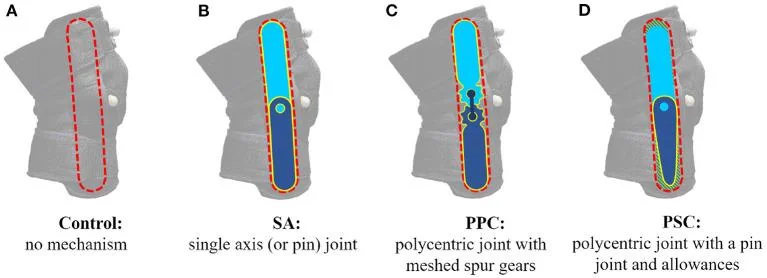 A
B
C
D
Control:
no mechanism
SA:
single axis (or pin) joint
PPC:
polycentric joint with
meshed spur gears
PSC:
polycentric joint with a pin
joint and allowances